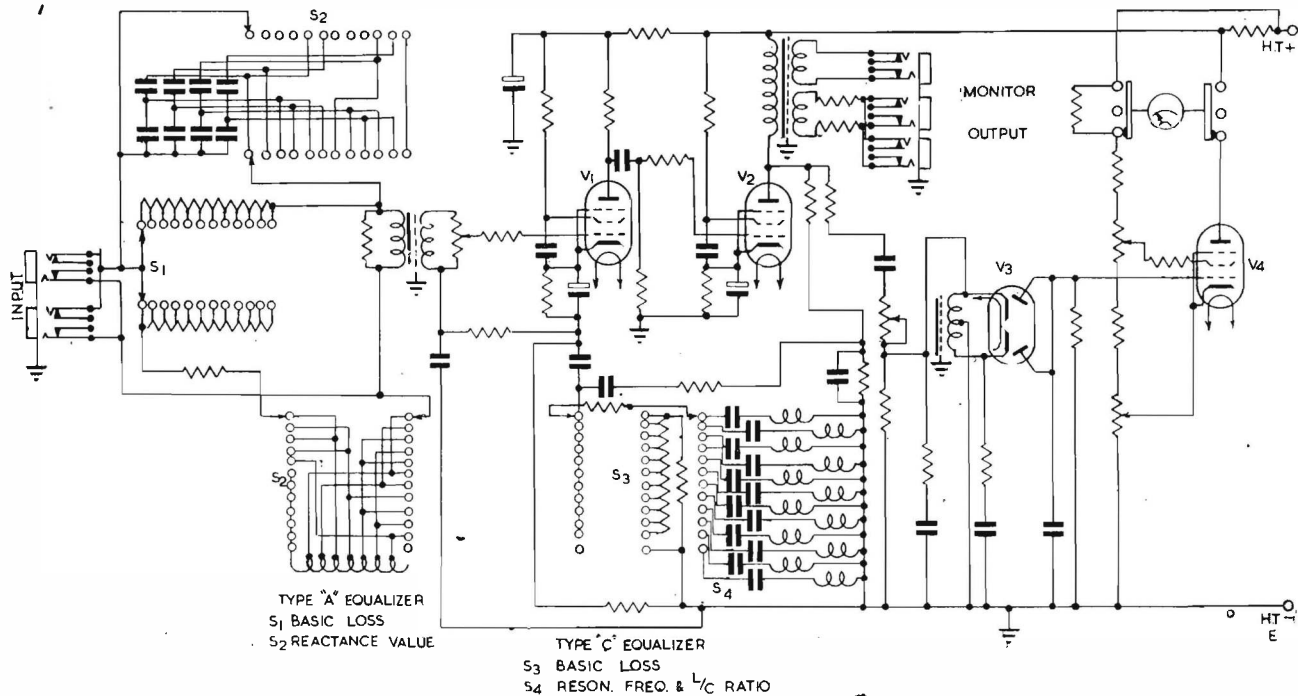 S2
H.T+
MONITOR
OUTPUT
V1
V2
V3
V4
S1
INPUT
S2
S3
S4
TYPE "A" EQUALIZER
S1 BASIC LOSS
S2 REACTANCE VALUE
TYPE "C" EQUALIZER
S3 BASIC LOSS
S4 RESON. FREQ. & L/C RATIO
HT-
E